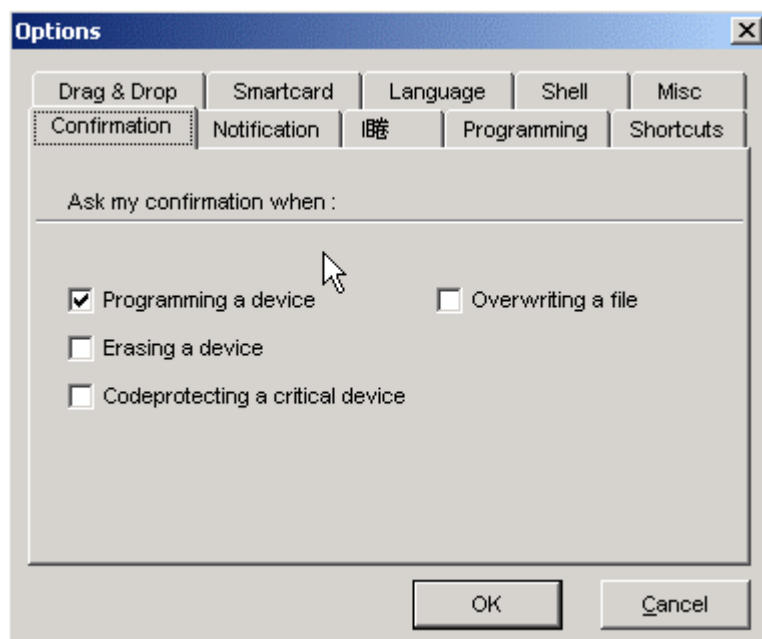 Options
Drag & Drop Smartcard Language Shell Misc
Confirmation Notification Programming Shortcuts
Ask my confirmation when :
Programming a device Overwriting a file
Erasing a device
Codeprotecting a critical device
OK Cancel